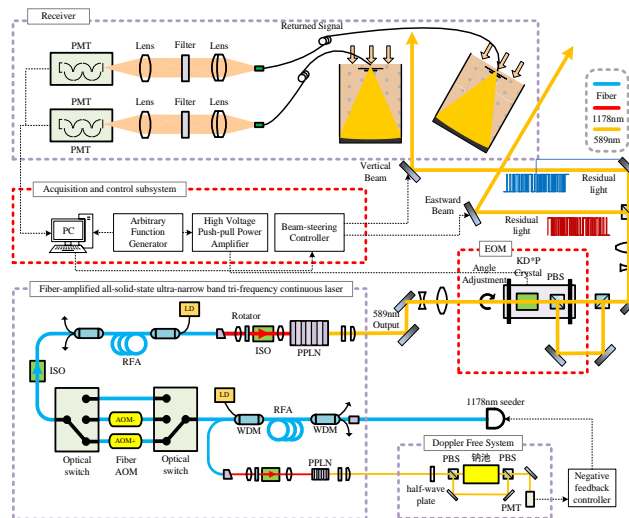 Receiver
Returned Signal
PMT
Lens
Filter
Lens
PMT
Lens
Filter
Lens
PMT
PMT
Fiber
1178nm
589nm
Vertical
Beam
Residual
light
Eastward
Beam
Residual
light
Acquisition and control subsystem
PC
Arbitrary
Function
Generator
High Voltage
Push-pull Power
Amplifier
Beam-steering
Controller
EOM
KD*P
Crystal
PBS
Angle
Adjustment
589nm
Output
Fiber-amplified all-solid-state ultra-narrow band tri-frequency continuous laser
LD
Rotator
RFA
ISO
PPLN
ISO
LD
RFA
WDM
WDM
AOM-
AOM+
Optical
switch
Fiber
AOM
Optical
switch
PPLN
1178nm seeder
Doppler Free System
PBS
钠池
PBS
half-wave
plate
PMT
Negative
feedback
controller